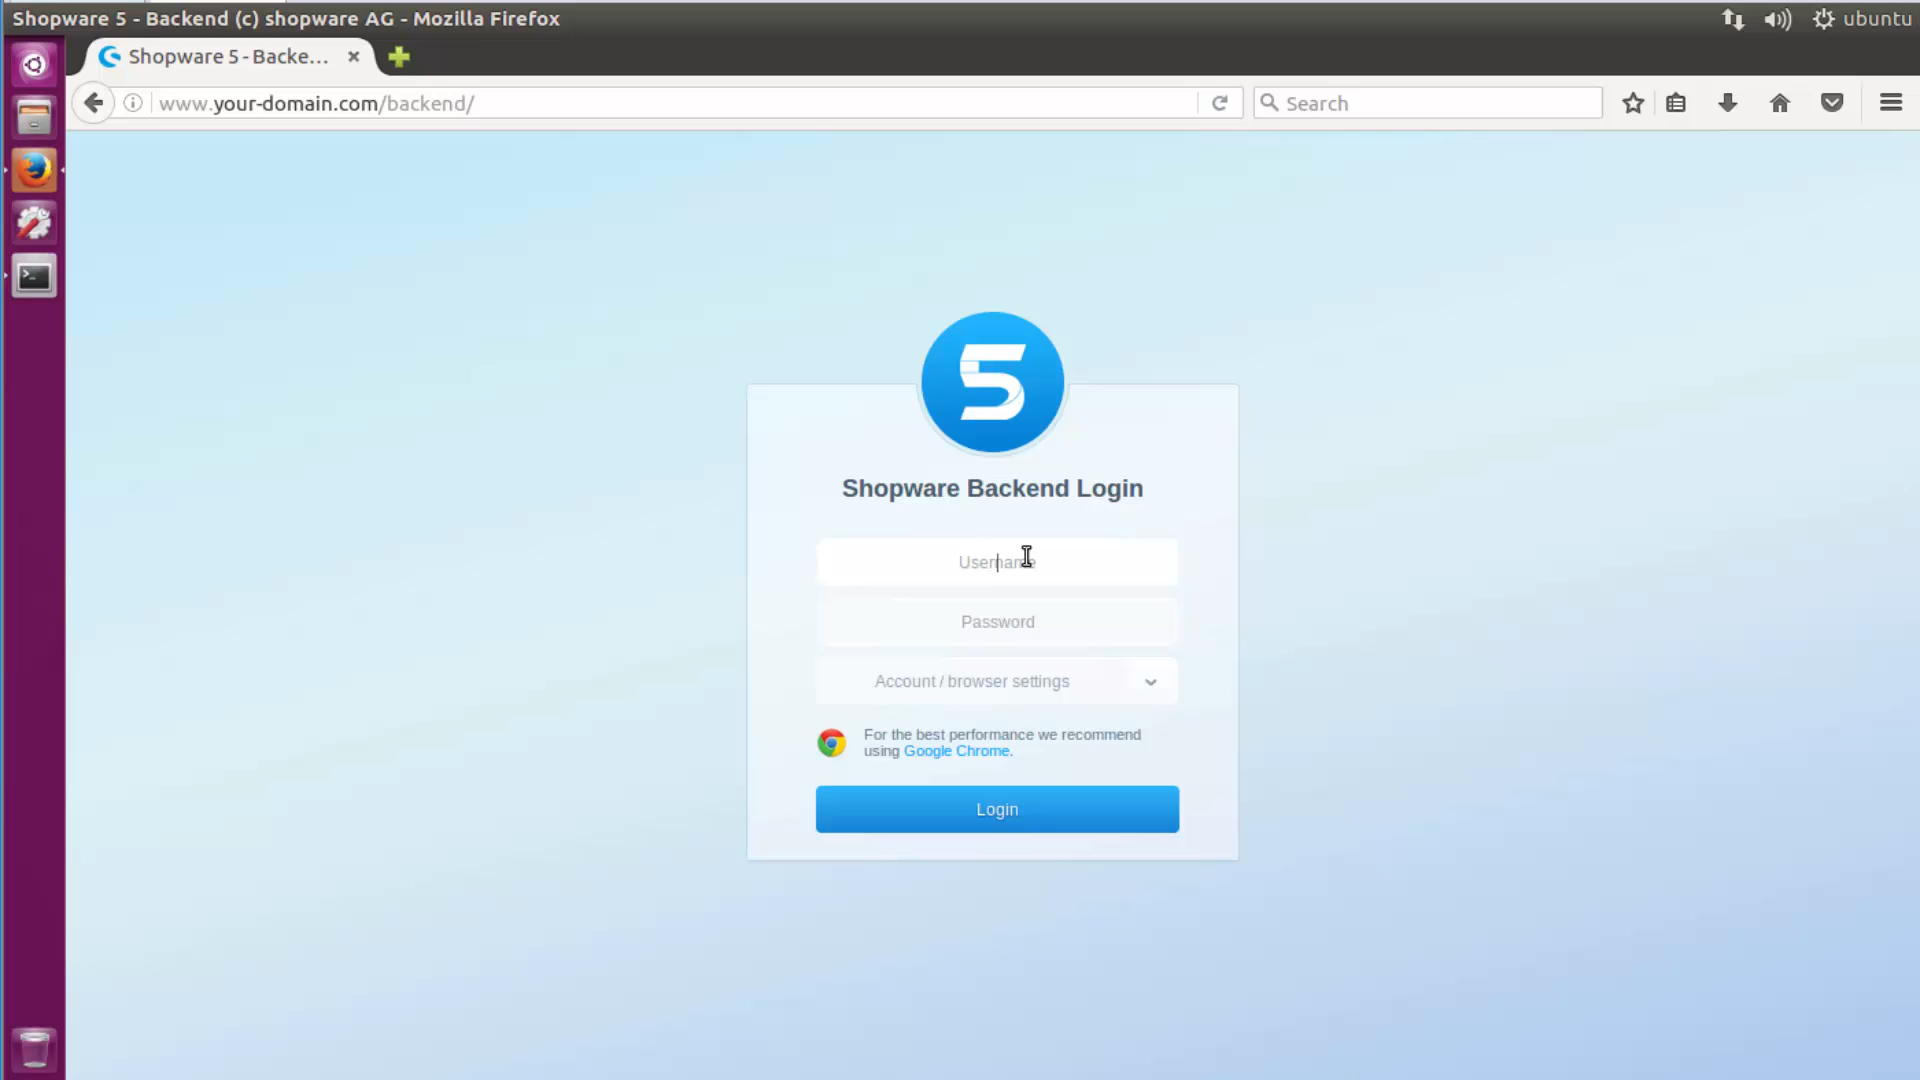 Shopware 5 - Backend (c) shopware AG - Mozilla Firefox
ubuntu
Shopware 5 - Backe...
www.your-domain.com/backend/
Search
5
Shopware Backend Login
Username
Password
Account / browser settings
For the best performance we recommend
using Google Chrome.
Login